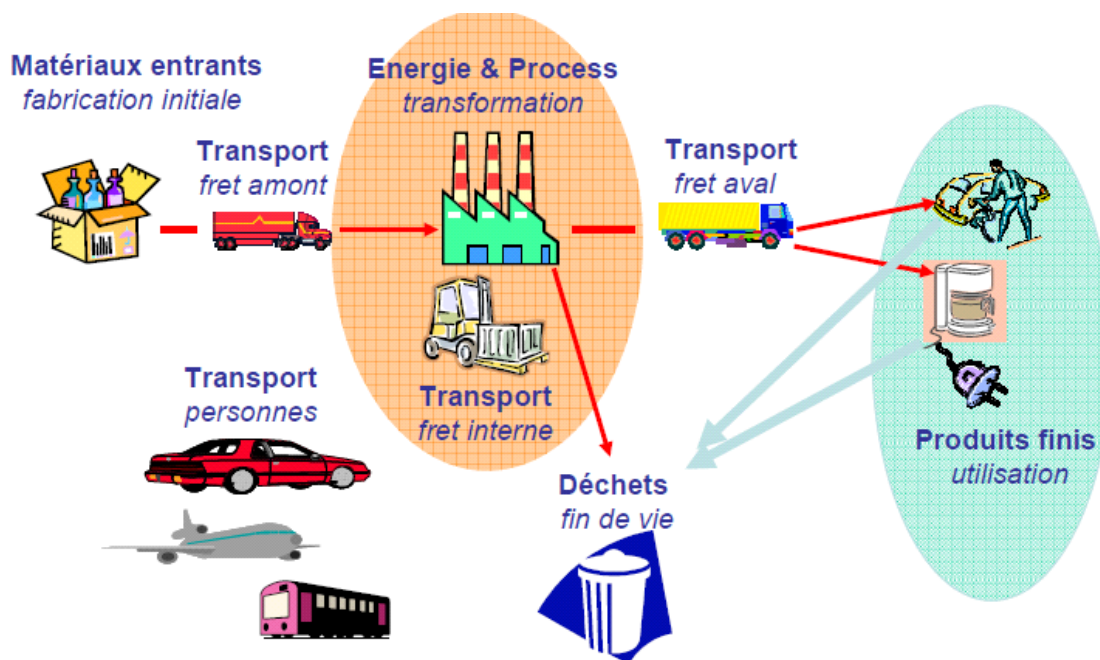 Matériaux entrants
fabrication initiale
Transport
fret amont
Energie & Process
transformation
Transport
fret interne
Transport
fret aval
Produits finis
utilisation
Transport
personnes
Déchets
fin de vie